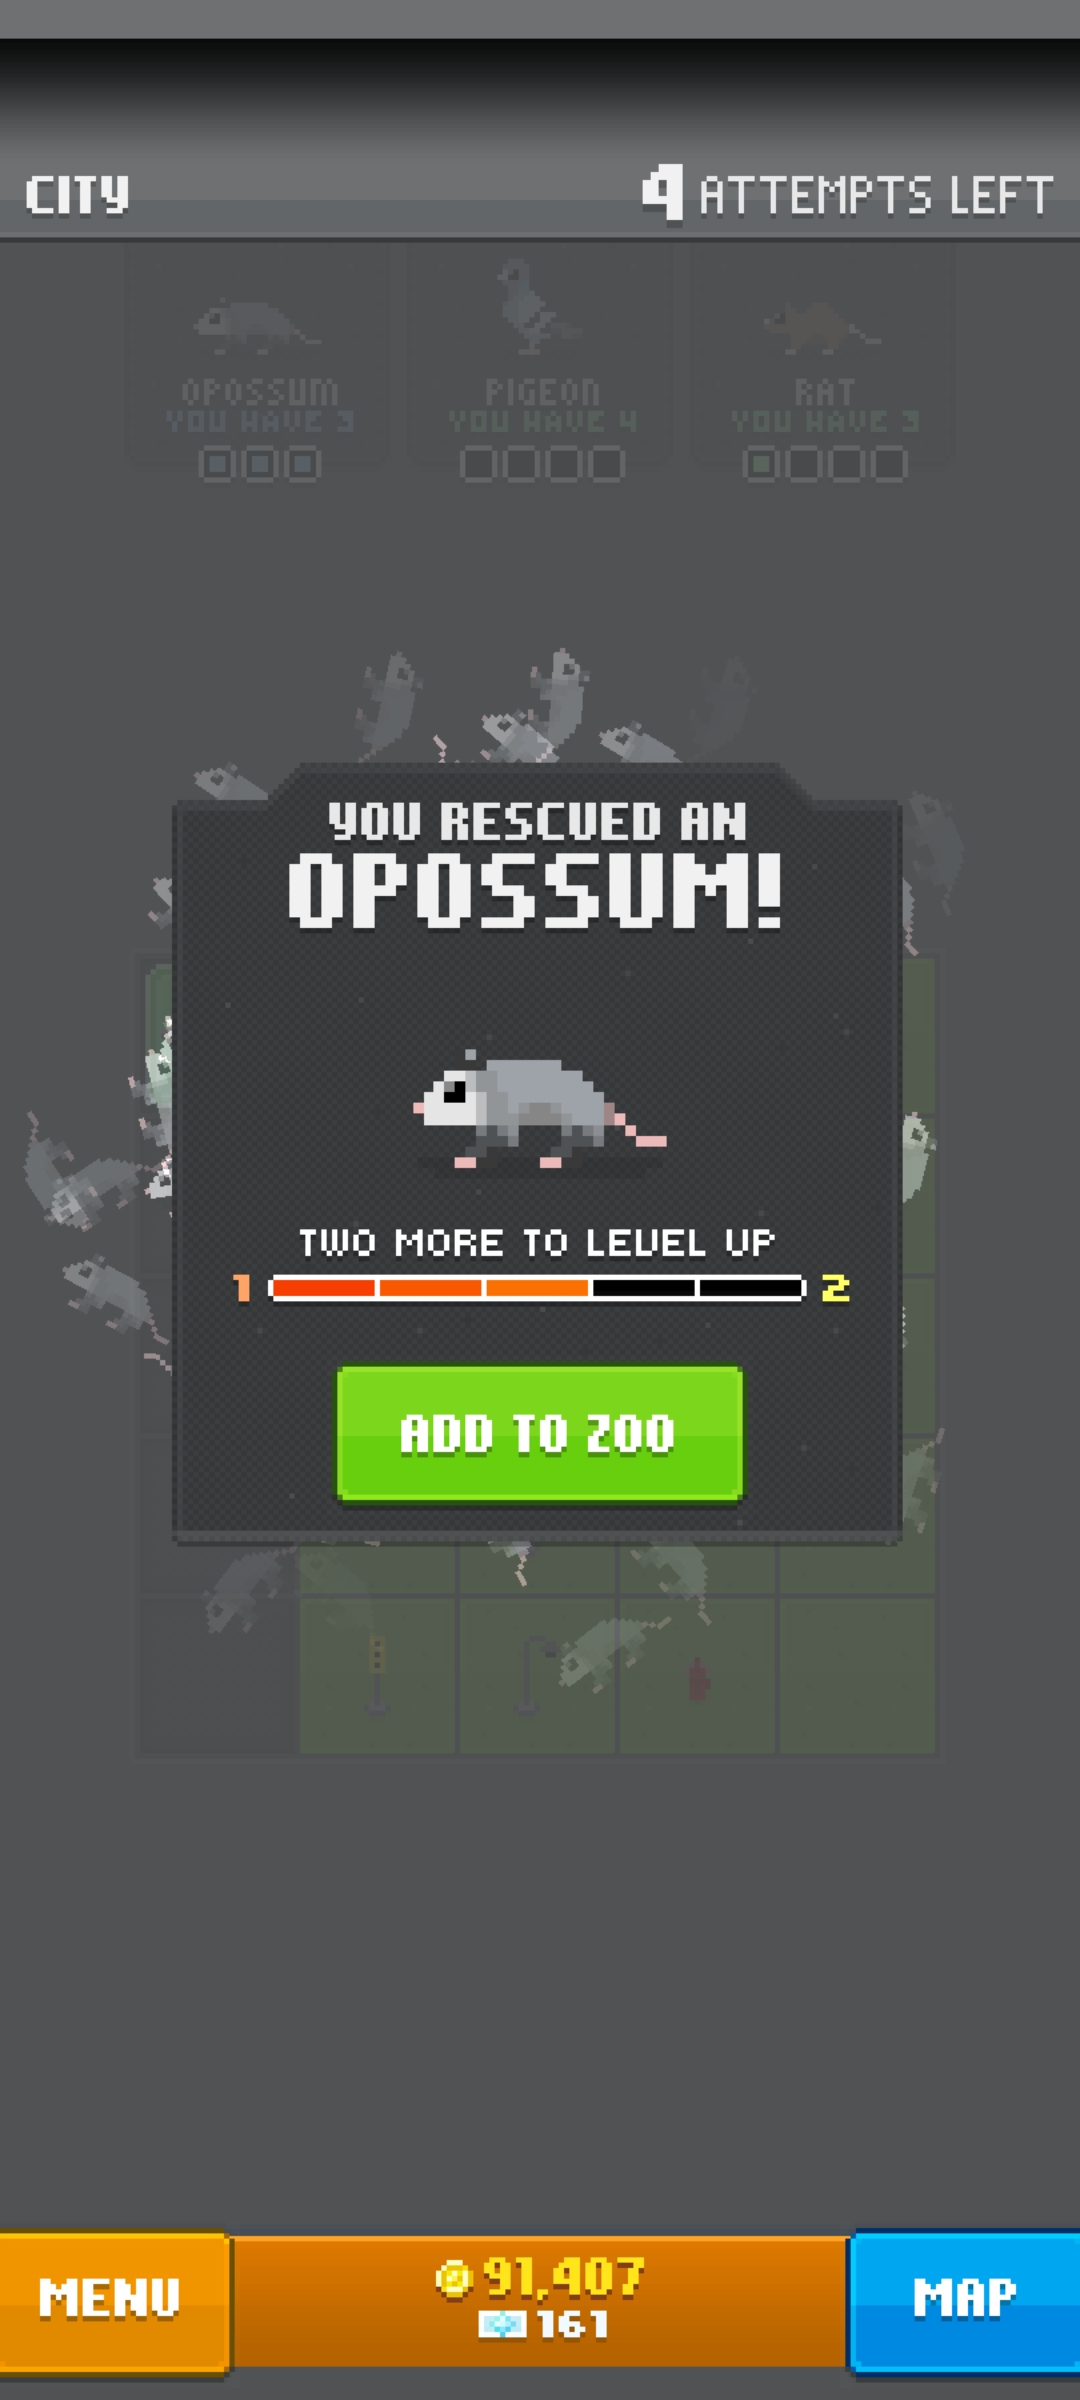 CITY
4 ATTEMPTS LEFT
OPOSSUM
YOU HAVE 3
PIGEON
YOU HAVE 4
RAT
YOU HAVE 3
YOU RESCUED AN
OPOSSUM!
TWO MORE TO LEVEL UP
1 2
ADD TO ZOO
MENU
91,407
161
MAP